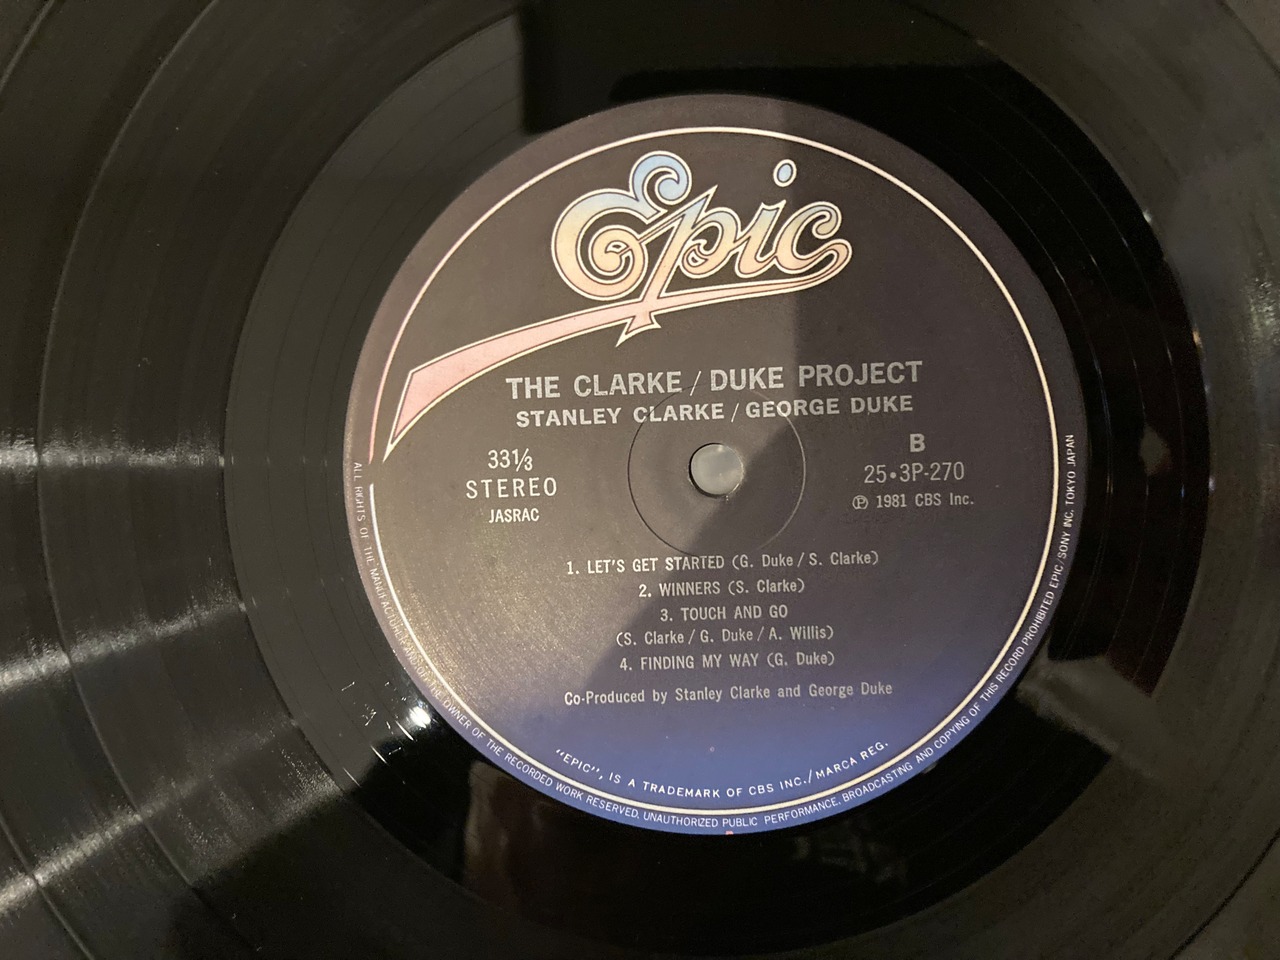 Epic
THE CLARKE / DUKE PROJECT
STANLEY CLARKE / GEORGE DUKE
33⅓
STEREO
JASRAC
B
25•3P-270
Ⓟ 1981 CBS Inc.
1. LET'S GET STARTED (G. Duke / S. Clarke)
2. WINNERS (S. Clarke)
3. TOUCH AND GO
(S. Clarke / G. Duke / A. Willis)
4. FINDING MY WAY (G. Duke)
Co-Produced by Stanley Clarke and George Duke
"EPIC", IS A TRADEMARK OF CBS INC./MARCA REG.
ALL RIGHTS OF THE MANUFACTURER AND OF THE OWNER OF THE RECORDED WORK RESERVED. UNAUTHORIZED PUBLIC PERFORMANCE, BROADCASTING AND COPYING OF THIS RECORD PROHIBITED EPIC/SONY INC. TOKYO JAPAN